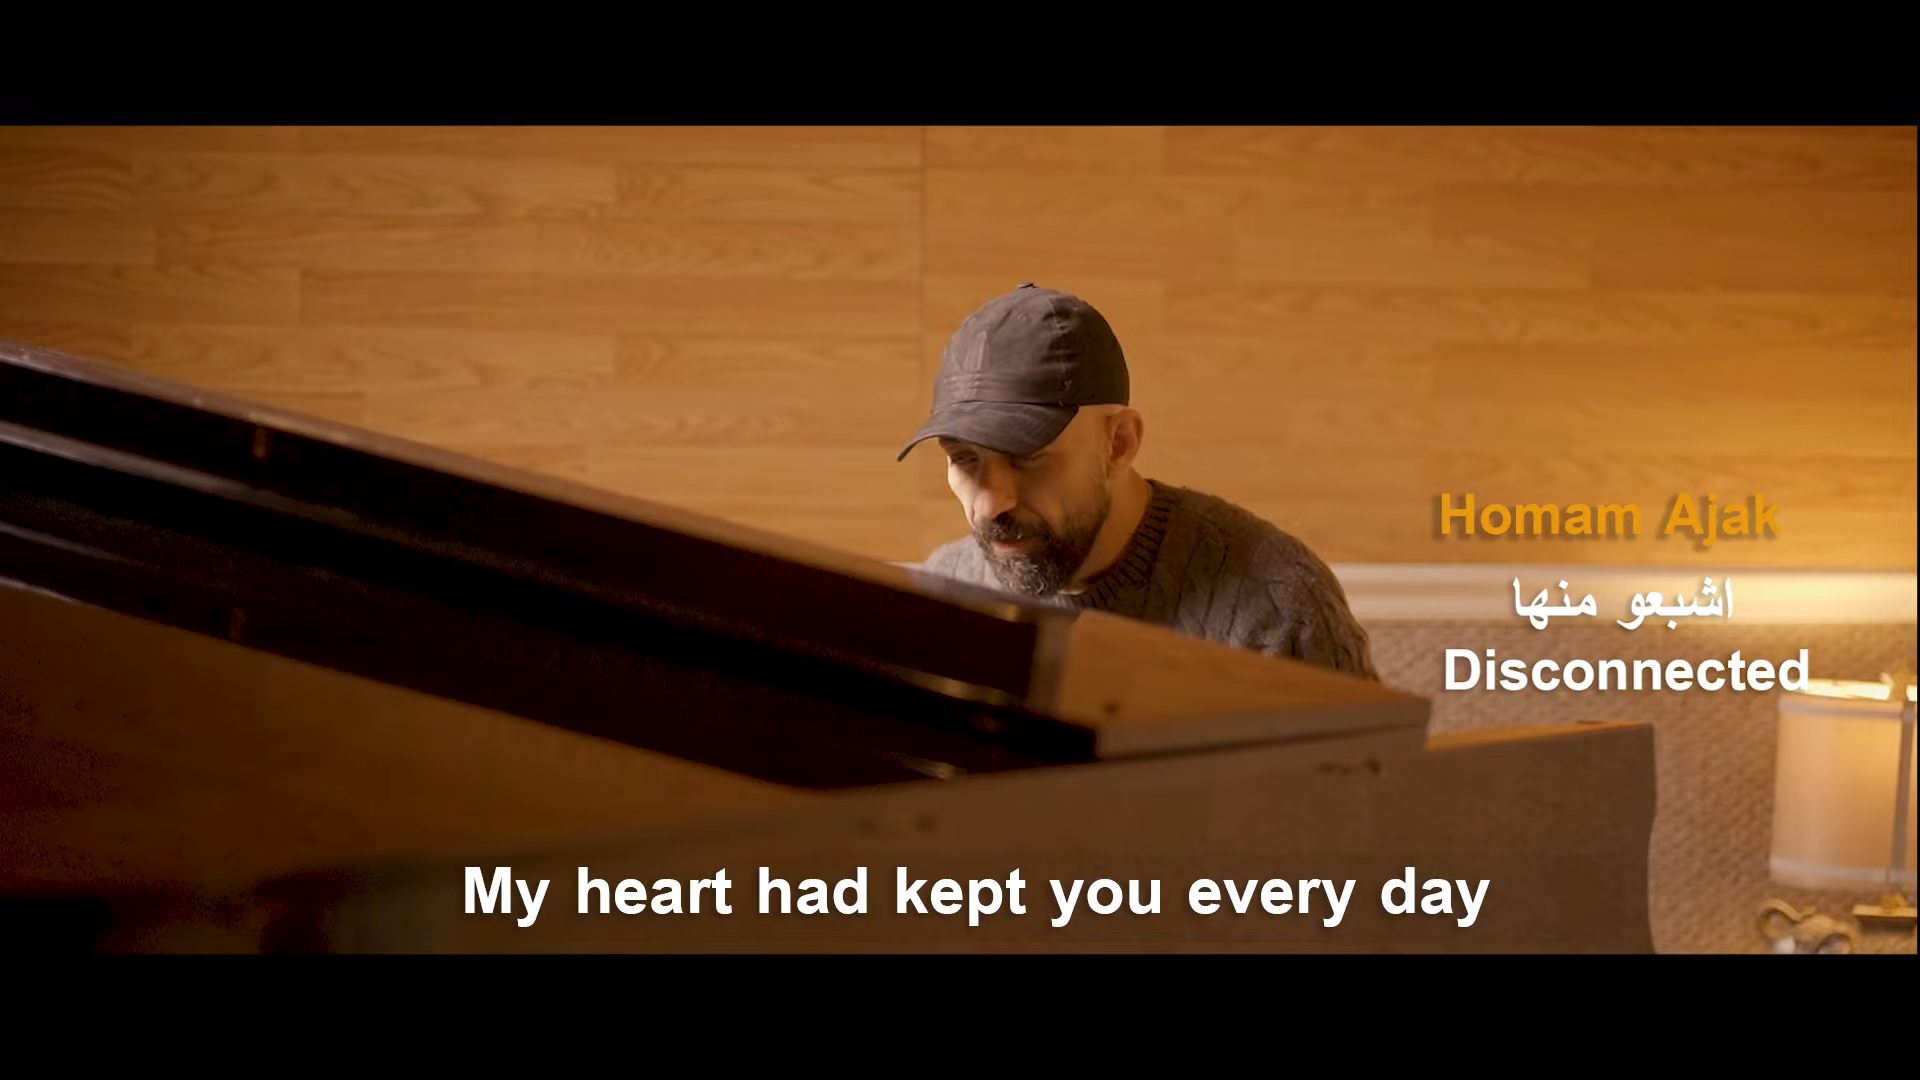 Homam Ajak
اشبعو منها
Disconnected
My heart had kept you every day